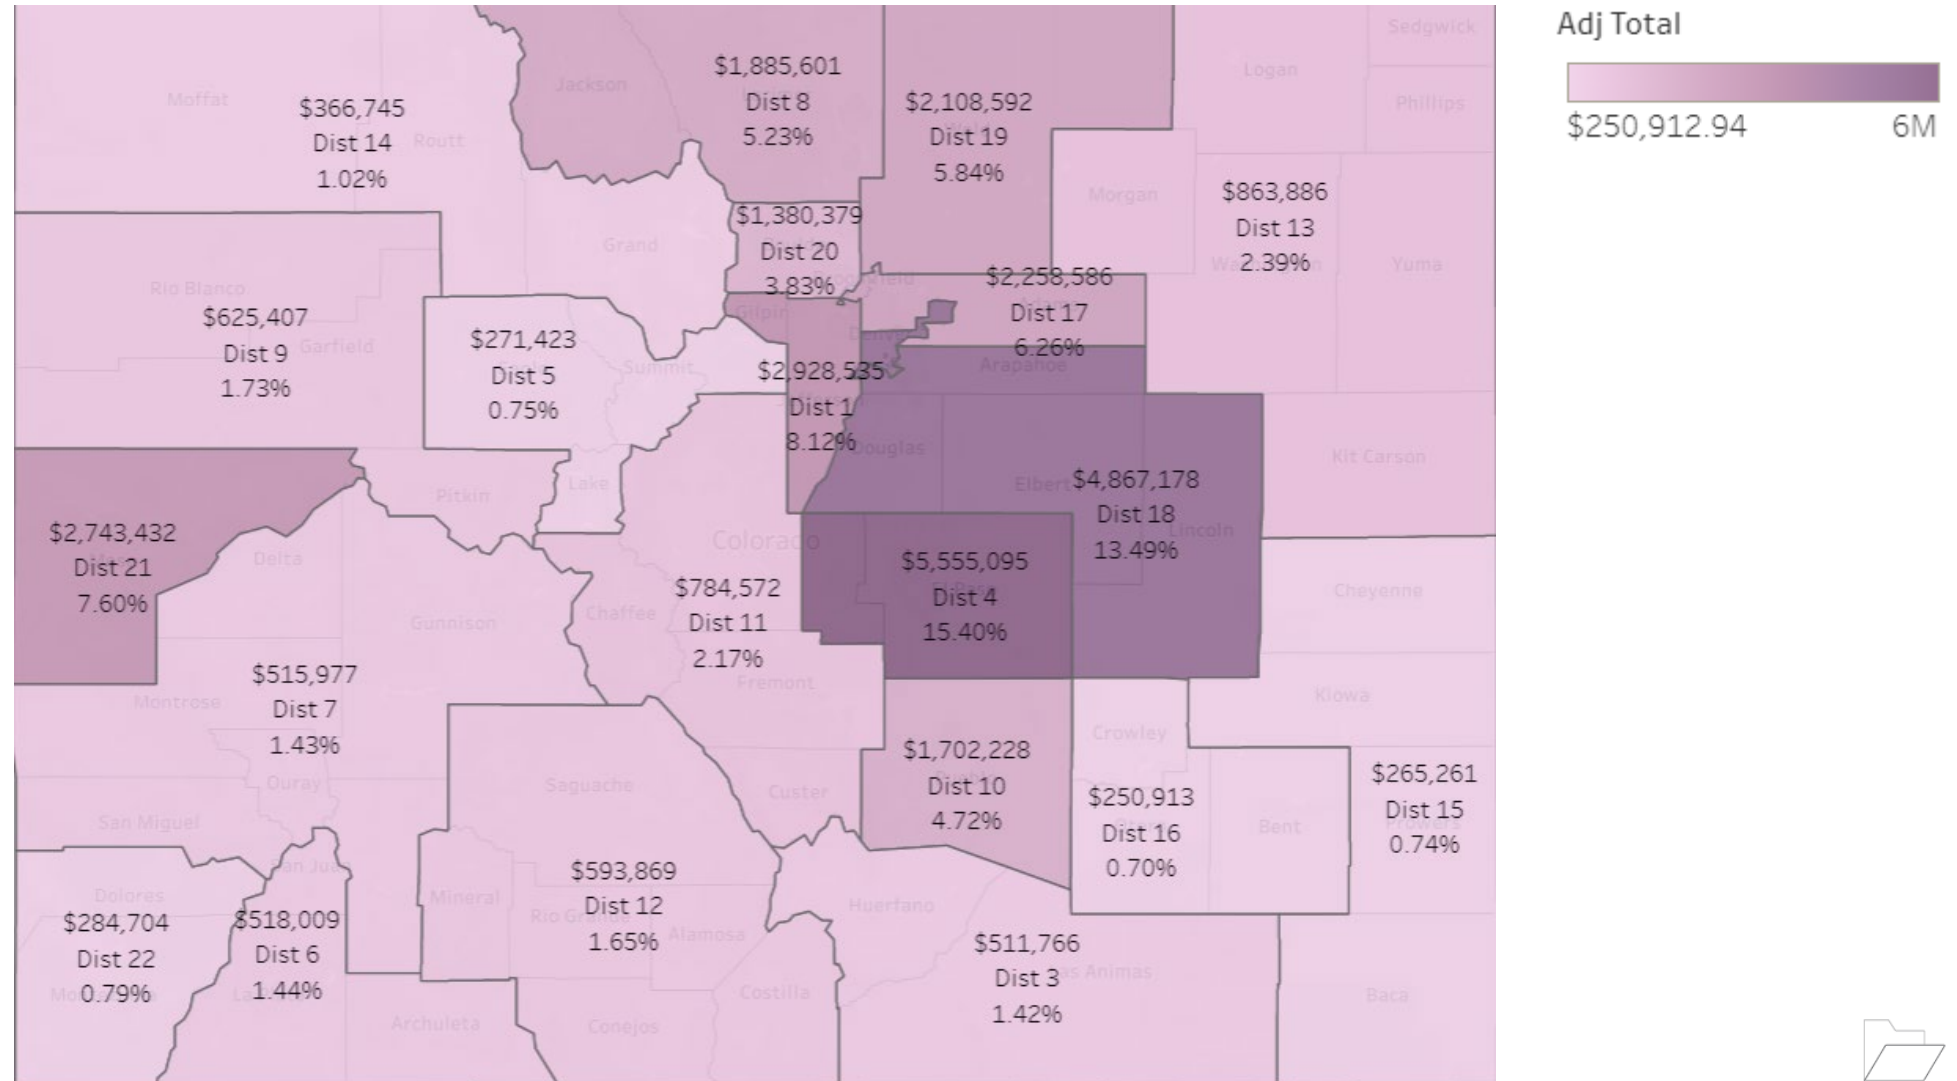 Adj Total
$250,912.94
6M
Sedgwick
Logan
Phillips
Moffat
Routt
$366,745
Dist 14
1.02%
Jackson
$1,885,601
Dist 8
5.23%
$2,108,592
Dist 19
5.84%
Morgan
$863,886
Dist 13
2.39%
Yuma
Grand
$1,380,379
Dist 20
3.83%
Rio Blanco
$625,407
Dist 9
1.73%
Garfield
$271,423
Dist 5
0.75%
Summit
Gilpin
$2,258,586
Dist 17
6.26%
Arapahoe
$2,928,535
Dist 1
8.12%
Douglas
Kit Carson
Pitkin
Lake
Elbert
$4,867,178
Dist 18
13.49%
Lincoln
$2,743,432
Dist 21
7.60%
Delta
Colorado
$5,555,095
Dist 4
15.40%
Cheyenne
Gunnison
Chaffee
$784,572
Dist 11
2.17%
Fremont
Kiowa
$515,977
Dist 7
1.43%
Montrose
Ouray
San Miguel
Saguache
Custer
$1,702,228
Dist 10
4.72%
Crowley
$250,913
Dist 16
0.70%
Bent
$265,261
Dist 15
0.74%
Prowers
San Juan
Dolores
$284,704
Dist 22
0.79%
$518,009
Dist 6
1.44%
Mineral
$593,869
Dist 12
1.65%
Rio Grande
Alamosa
Huerfano
$511,766
Dist 3
1.42%
Las Animas
Archuleta
Conejos
Costilla
Baca